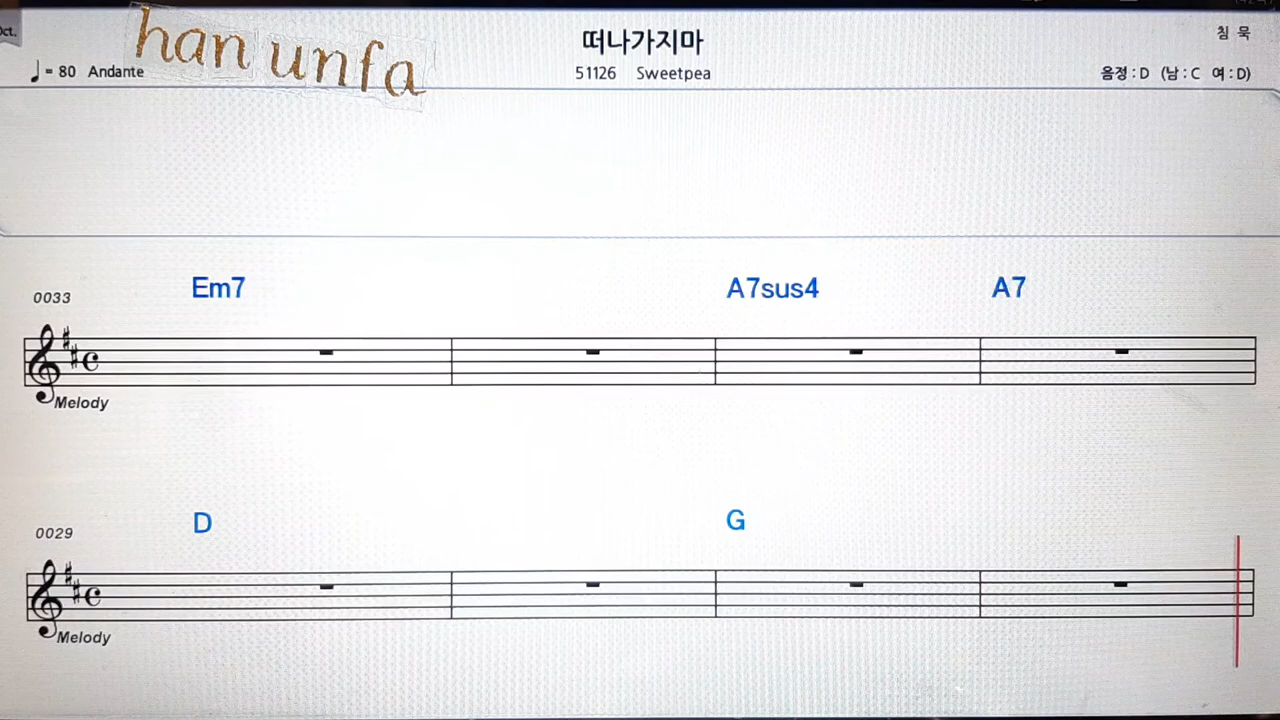 Oct.
han unfa
떠나가지마
침 묵
♩= 80 Andante
51126 Sweetpea
음정 : D (남 : C 여 : D)
Em7 A7sus4 A7
0033
Melody
D G
0029
Melody